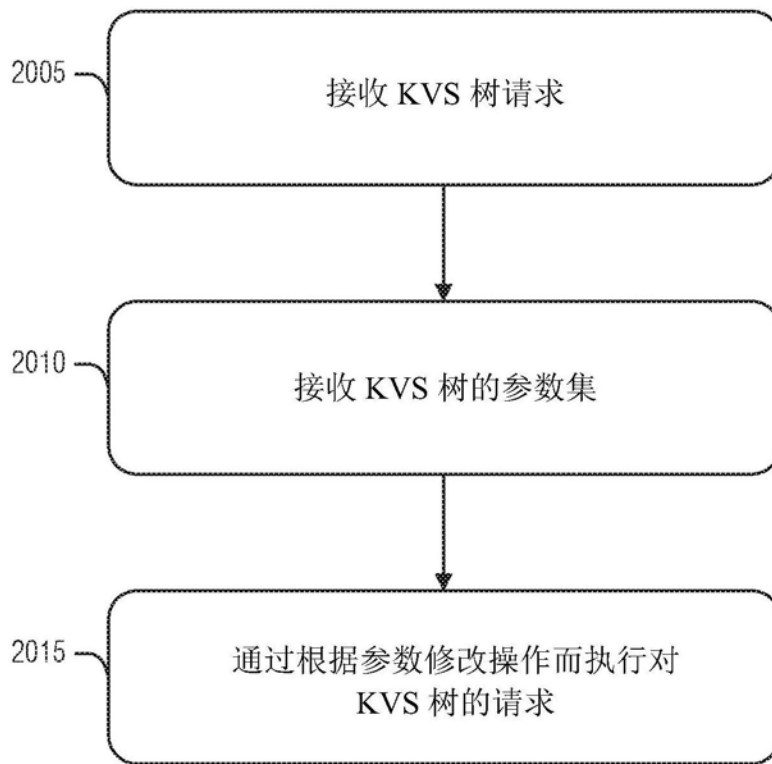 2005
接收 KVS 树请求
2010
接收 KVS 树的参数集
2015
通过根据参数修改操作而执行对
KVS 树的请求